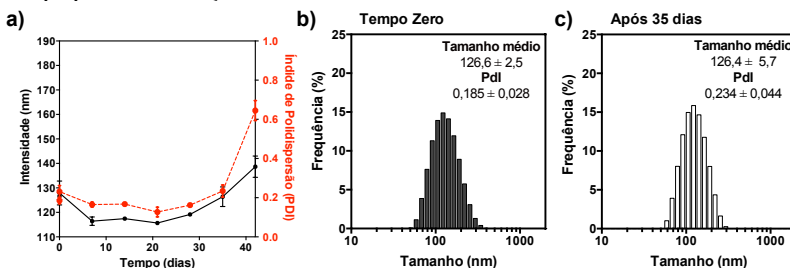 a)
190
180
170
160
150
140
130
120
110
Intensidade (nm)
0
10
20
30
40
Tempo (dias)
1.0
0.8
0.6
0.4
0.2
0.0
Índide de Polidispersão (PDI)
b)
Tempo Zero
Tamanho médio
126,6 ± 2,5
PdI
0,185 ± 0,028
25
20
15
10
5
0
Frequência (%)
10
100
1000
Tamanho (nm)
c)
Após 35 dias
Tamanho médio
126,4 ± 5,7
PdI
0,234 ± 0,044
25
20
15
10
5
0
Frequência (%)
10
100
1000
Tamanho (nm)